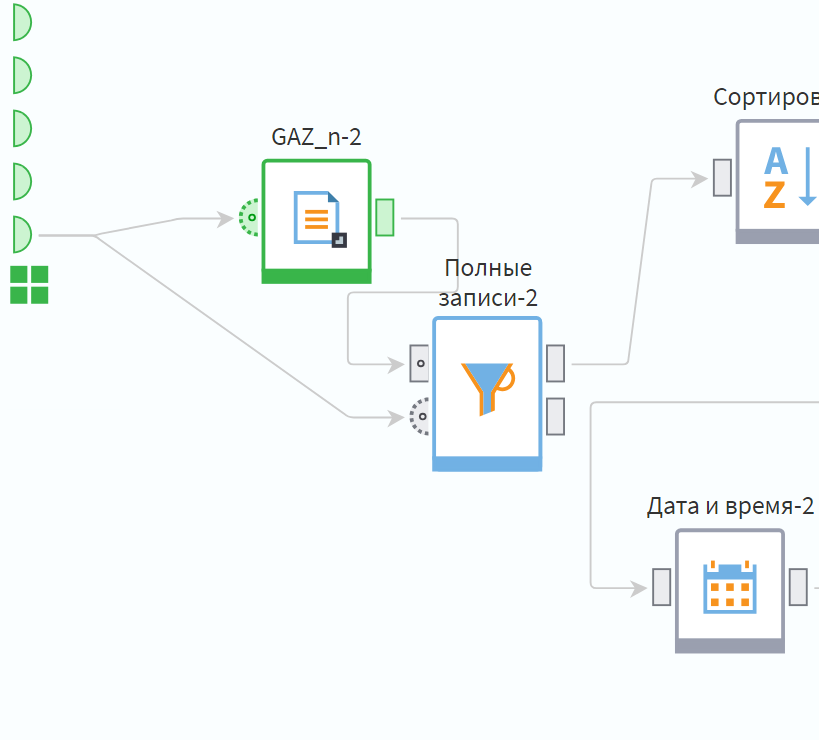 Сортиров
GAZ_n-2
Полные
записи-2
A
Z
Дата и время-2